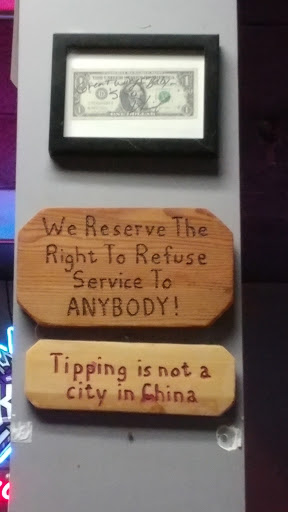 We Reserve The
Right To Refuse
Service To
ANYBODY!
Tipping is not a
city in China